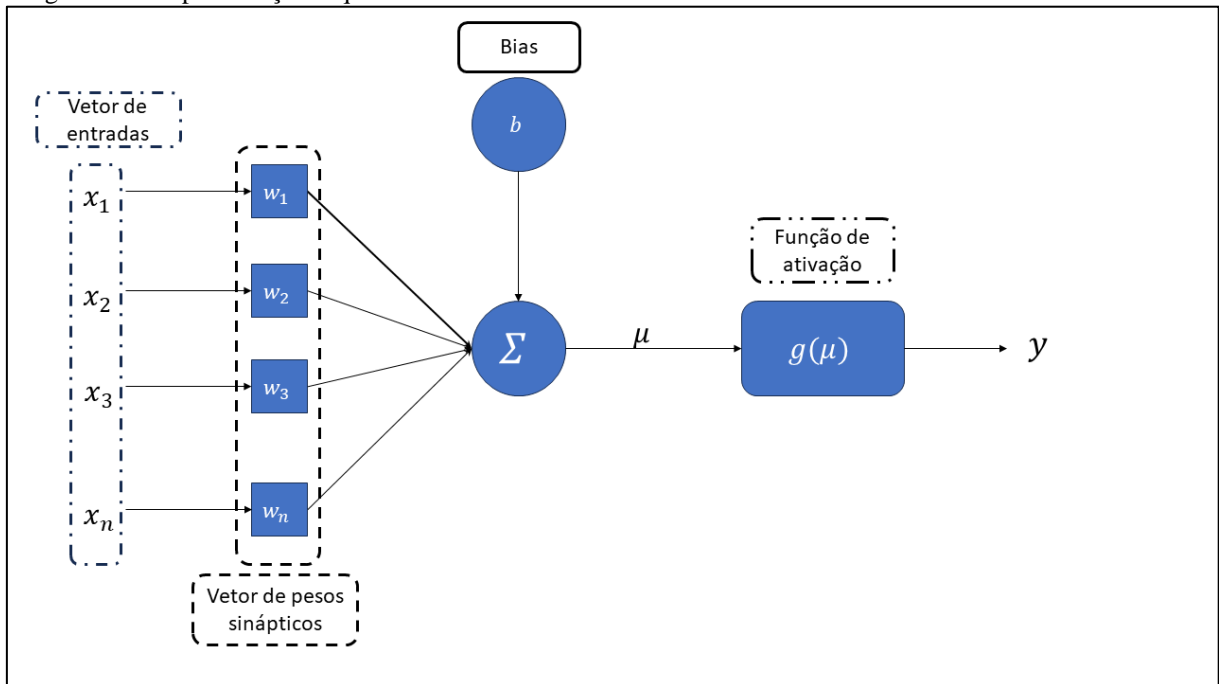 Bias
b
Vetor de
entradas
x₁
w₁
x₂
w₂
x₃
w₃
xₙ
wₙ
Σ
μ
Função de
ativação
g(μ)
y
Vetor de pesos
sinápticos